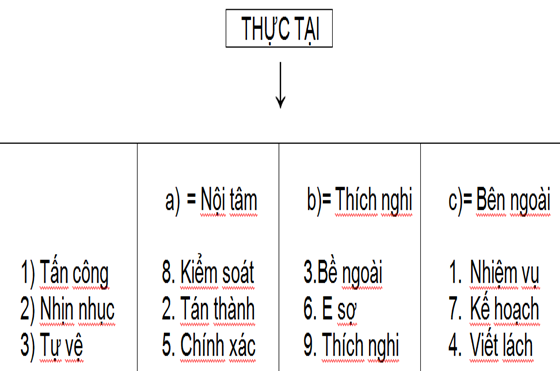 THỰC TẠI
a) = Nội tâm b)= Thích nghi c)= Bên ngoài
1) Tấn công 8. Kiểm soát 3.Bề ngoài 1. Nhiệm vụ
2) Nhịn nhục 2. Tán thành 6. E sợ 7. Kế hoạch
3) Tự vệ 5. Chính xác 9. Thích nghi 4. Viết lách